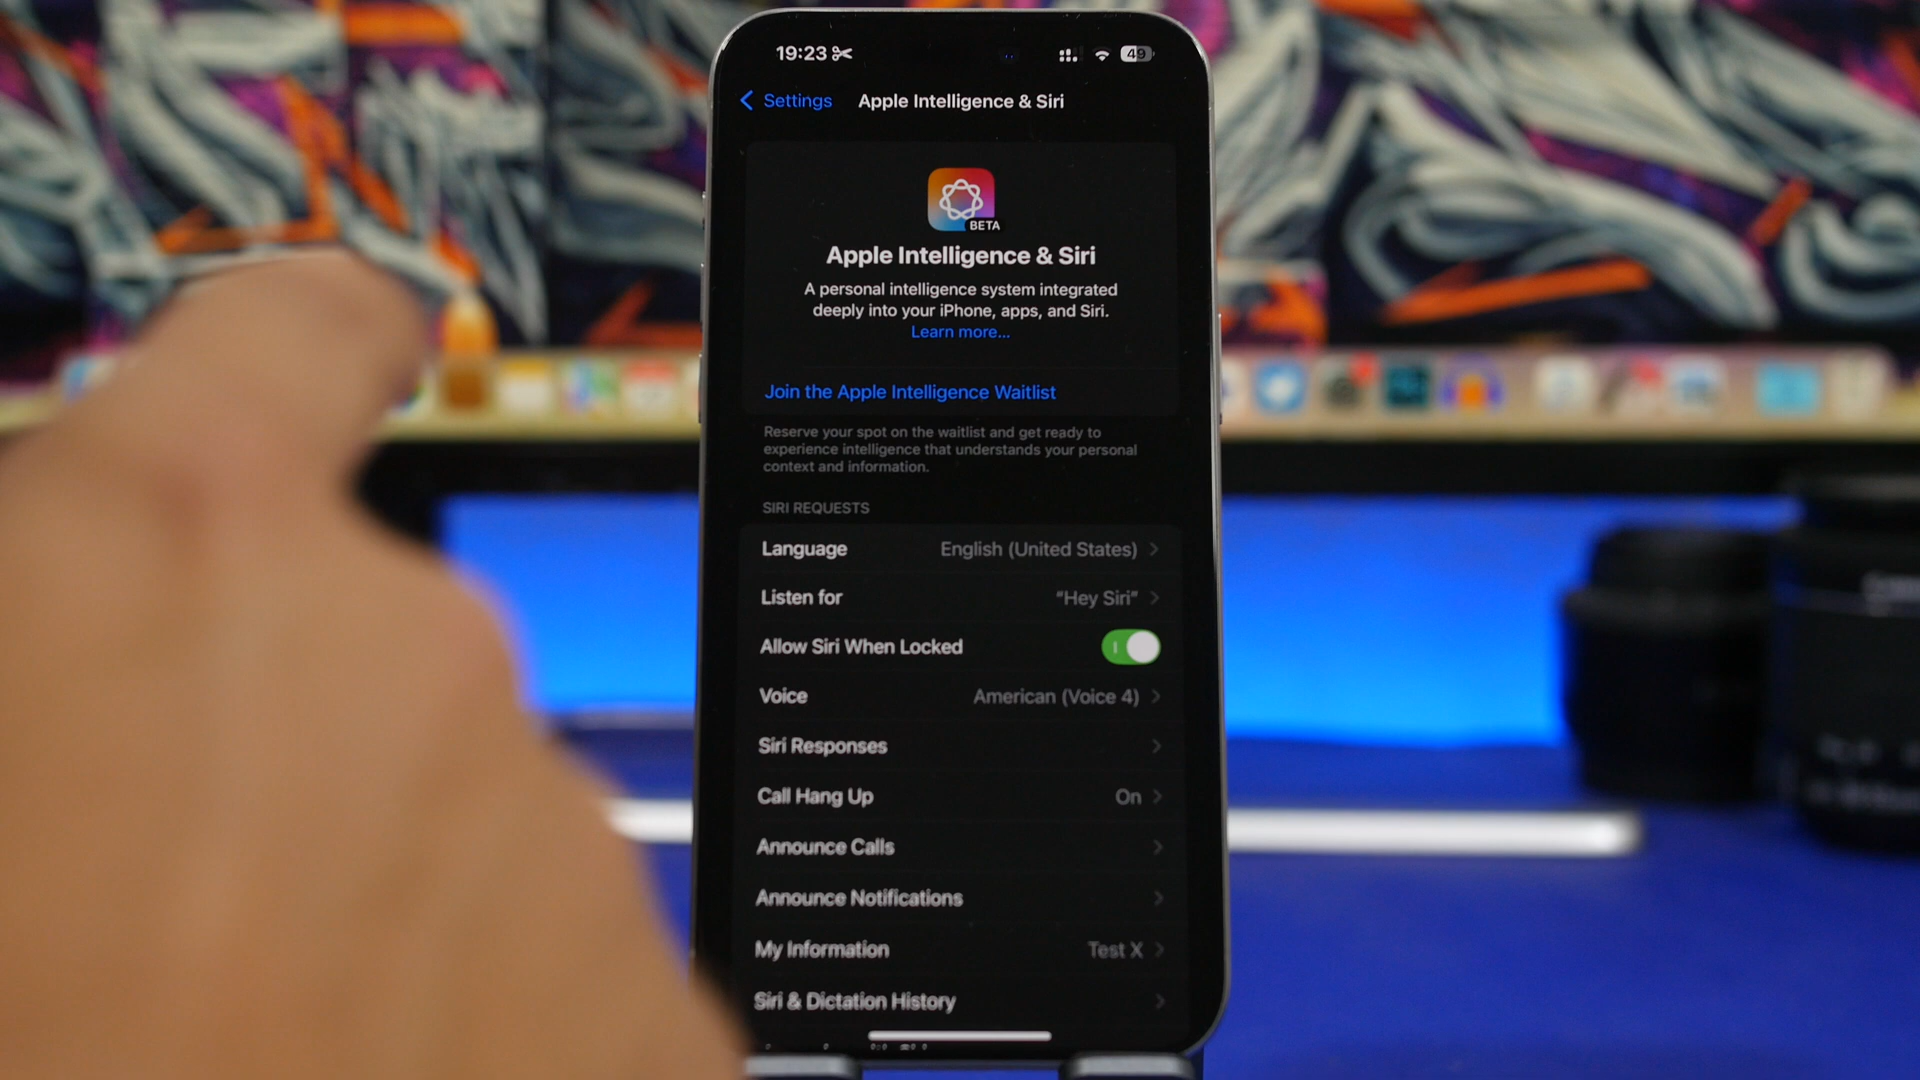 19:23
49
Settings
Apple Intelligence & Siri
BETA
Apple Intelligence & Siri
A personal intelligence system integrated
deeply into your iPhone, apps, and Siri.
Learn more...
Join the Apple Intelligence Waitlist
Reserve your spot on the waitlist and get ready to
experience intelligence that understands your personal
context and information.
SIRI REQUESTS
Language English (United States)
Listen for “Hey Siri”
Allow Siri When Locked
Voice American (Voice 4)
Siri Responses
Call Hang Up On
Announce Calls
Announce Notifications
My Information Test X
Siri & Dictation History